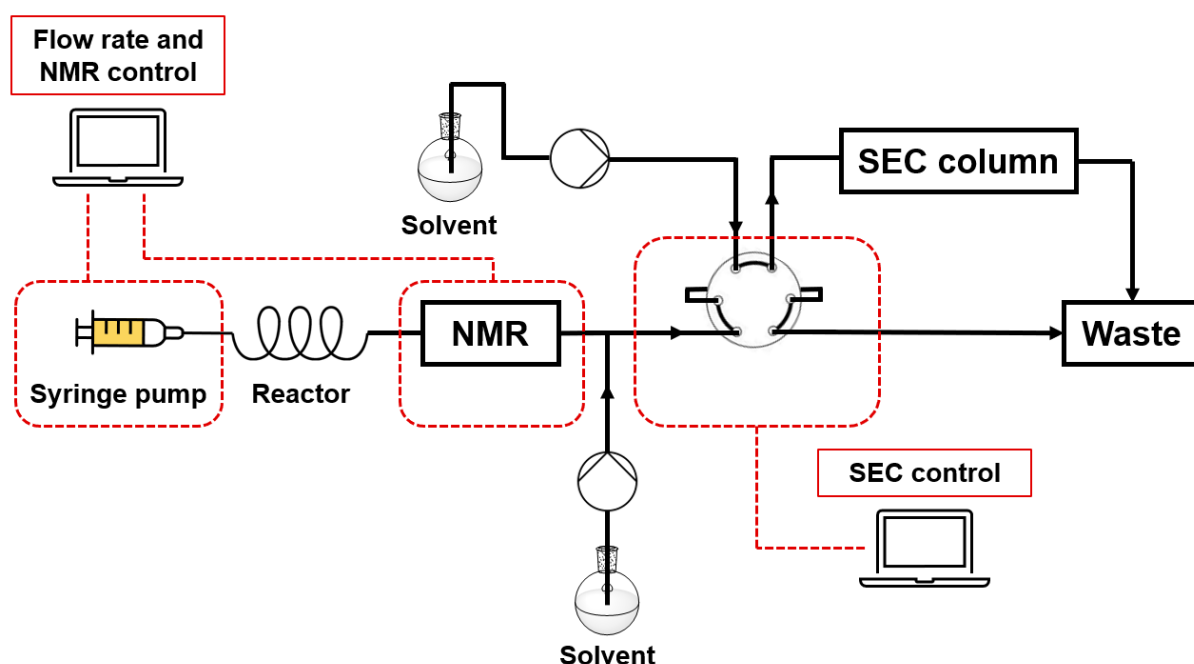 Flow rate and
NMR control
Solvent
SEC column
Syringe pump
Reactor
NMR
Waste
SEC control
Solvent